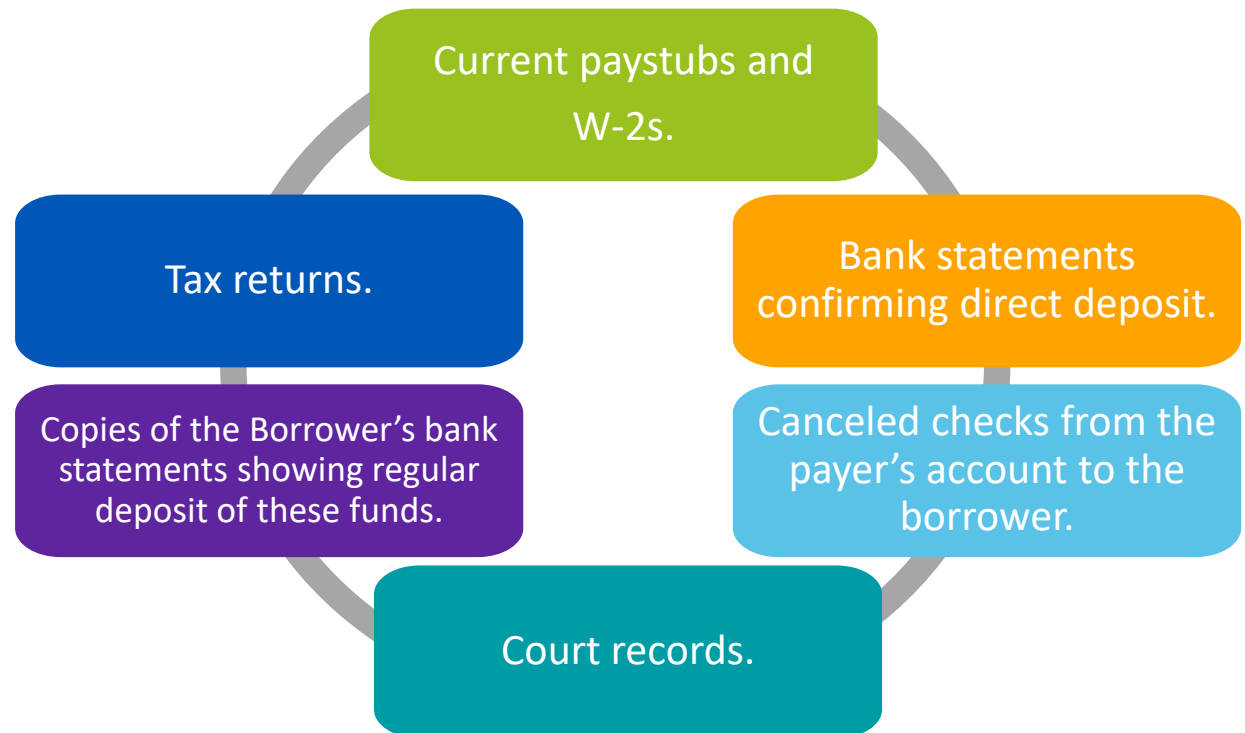 Current paystubs and
W-2s.
Bank statements
confirming direct deposit.
Canceled checks from the
payer’s account to the
borrower.
Court records.
Copies of the Borrower’s bank
statements showing regular
deposit of these funds.
Tax returns.